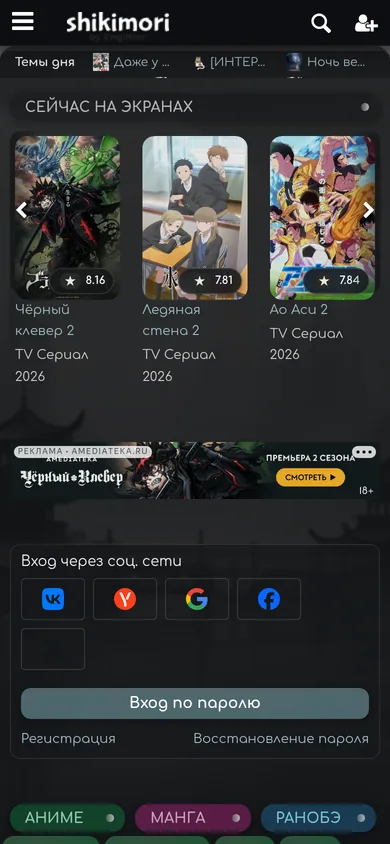 shikimori
Темы дня
Даже у ...
[ИНТЕР...
Ночь ве...
СЕЙЧАС НА ЭКРАНАХ
8.16
7.81
7.84
Чёрный
клевер 2
TV Сериал
2026
Ледяная
стена 2
TV Сериал
2026
Ао Аси 2
TV Сериал
2026
РЕКЛАМА • AMEDIATEKA.RU
АМЕДИАТЕКА
Чёрный Клевер
ПРЕМЬЕРА 2 СЕЗОНА
СМОТРЕТЬ
18+
Вход через соц. сети
Вход по паролю
Регистрация
Восстановление пароля
АНИМЕ
МАНГА
РАНОБЭ